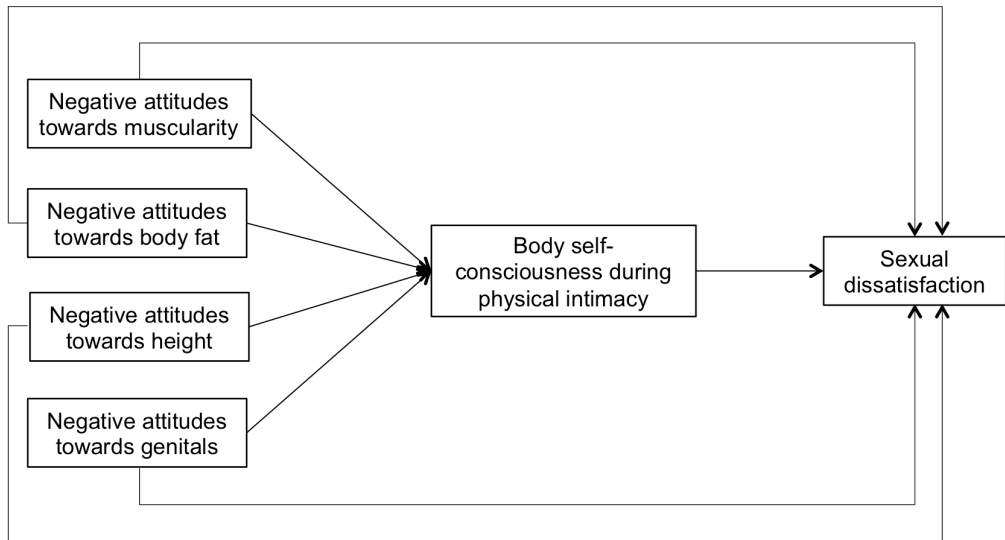 Negative attitudes
towards muscularity
Negative attitudes
towards body fat
Negative attitudes
towards height
Negative attitudes
towards genitals
Body self-
consciousness during
physical intimacy
Sexual
dissatisfaction